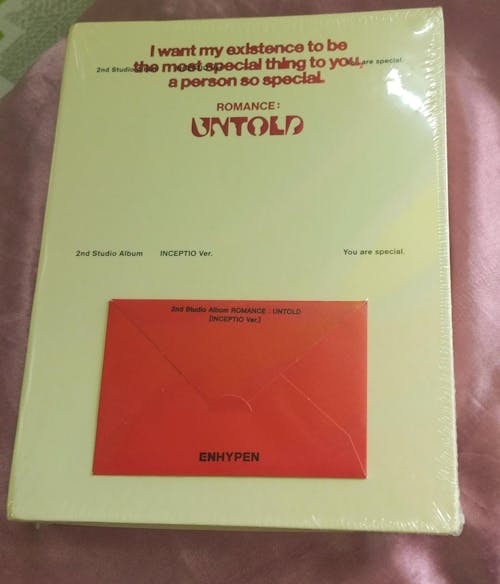 I want my existence to be
the most special thing to you,
a person so special.
2nd Studio You are special.
ROMANCE :
UNTOLD
2nd Studio Album INCEPTIO Ver. You are special.
2nd Studio Album ROMANCE : UNTOLD
[INCEPTIO Ver.]
ENHYPEN